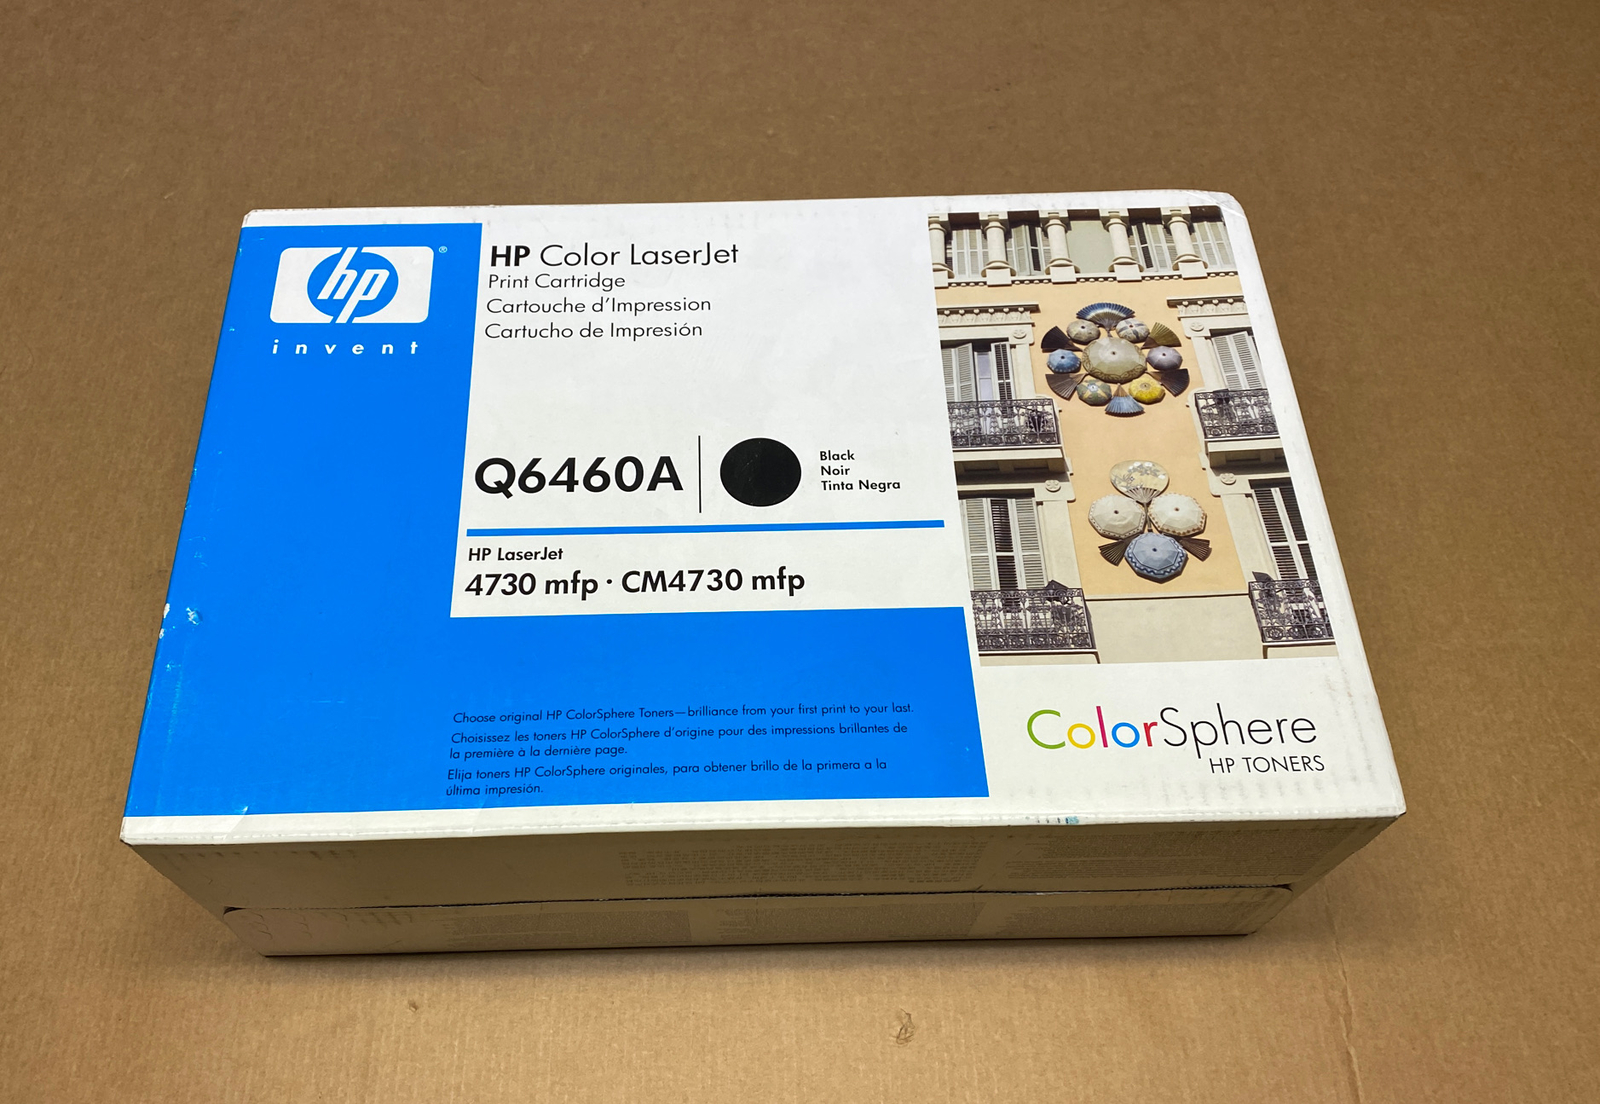 hp
®
invent
HP Color LaserJet
Print Cartridge
Cartouche d'Impression
Cartucho de Impresión
Q6460A
Black
Noir
Tinta Negra
HP LaserJet
4730 mfp · CM4730 mfp
Choose original HP ColorSphere Toners—brilliance from your first print to your last.
Choisissez les toners HP ColorSphere d'origine pour des impressions brillantes de
la première à la dernière page.
Elija toners HP ColorSphere originales, para obtener brillo de la primera a la
última impresión.
ColorSphere
HP TONERS